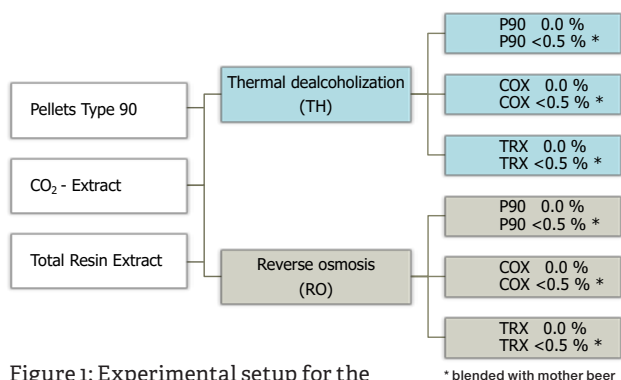 Pellets Type 90
CO₂ - Extract
Total Resin Extract
Thermal dealcoholization
(TH)
Reverse osmosis
(RO)
P90 0.0 %
P90 <0.5 % *
COX 0.0 %
COX <0.5 % *
TRX 0.0 %
TRX <0.5 % *
P90 0.0 %
P90 <0.5 % *
COX 0.0 %
COX <0.5 % *
TRX 0.0 %
TRX <0.5 % *
Figure 1: Experimental setup for the
* blended with mother beer